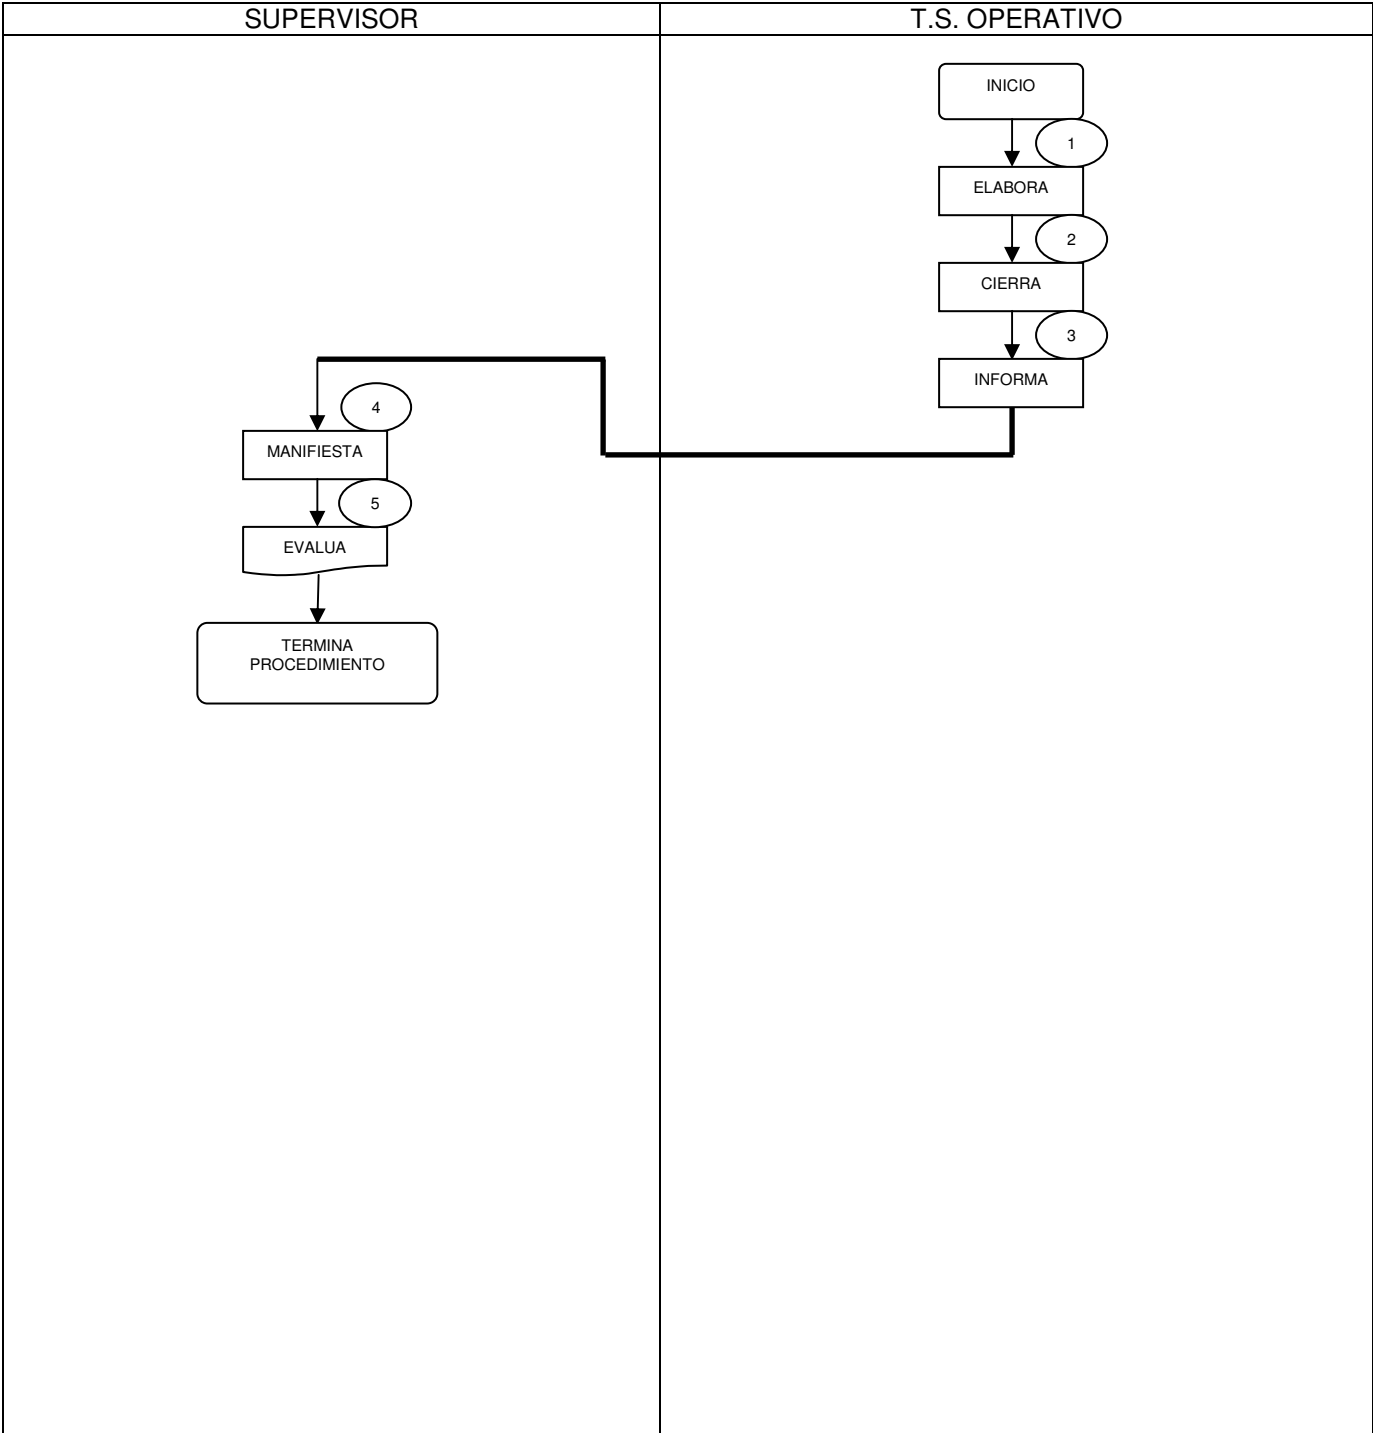 SUPERVISOR
T.S. OPERATIVO
INICIO
1
ELABORA
2
CIERRA
3
INFORMA
4
MANIFIESTA
5
EVALUA
TERMINA
PROCEDIMIENTO